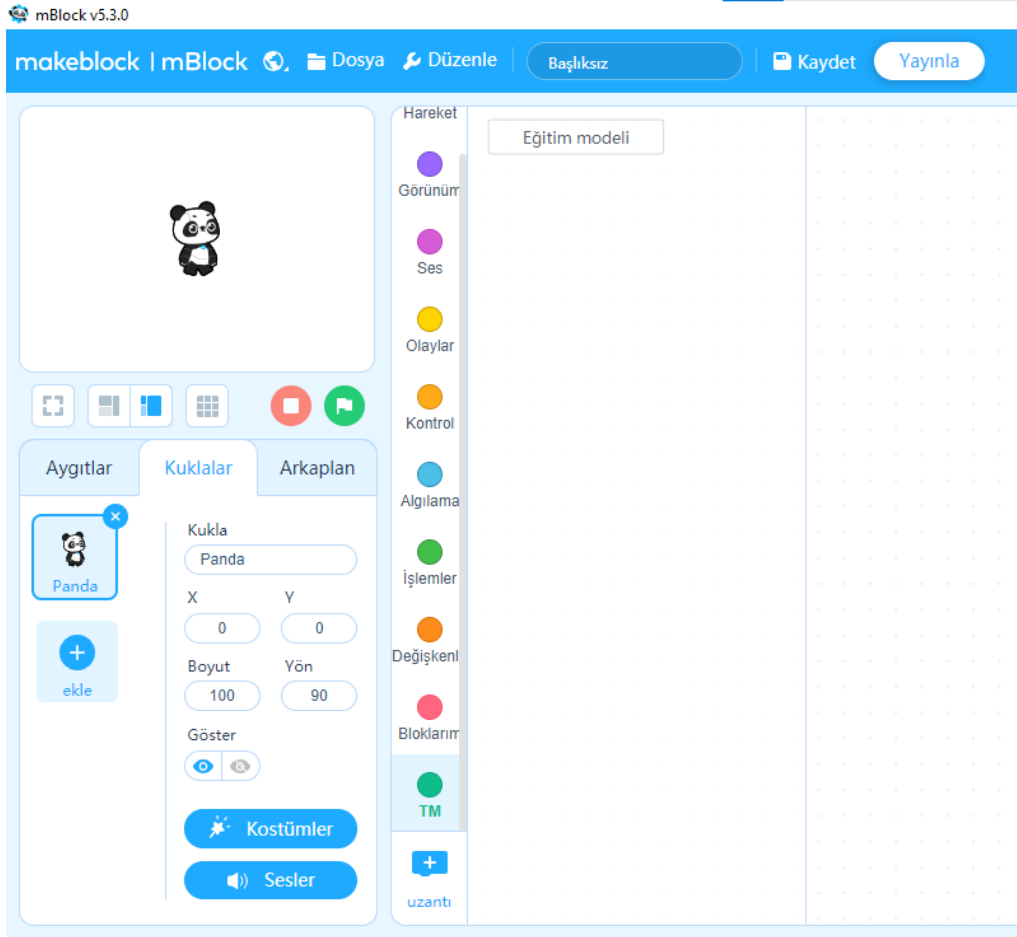 mBlock v5.3.0
makeblock | mBlock Dosya Düzenle Başlıksız Kaydet Yayınla
Hareket
Görünüm
Ses
Olaylar
Kontrol
Algılama
İşlemler
Değişkenl
Bloklarım
TM
uzantı
Eğitim modeli
Aygıtlar Kuklalar Arkaplan
Panda
ekle
Kukla
Panda
X Y
0 0
Boyut Yön
100 90
Göster
Kostümler
Sesler